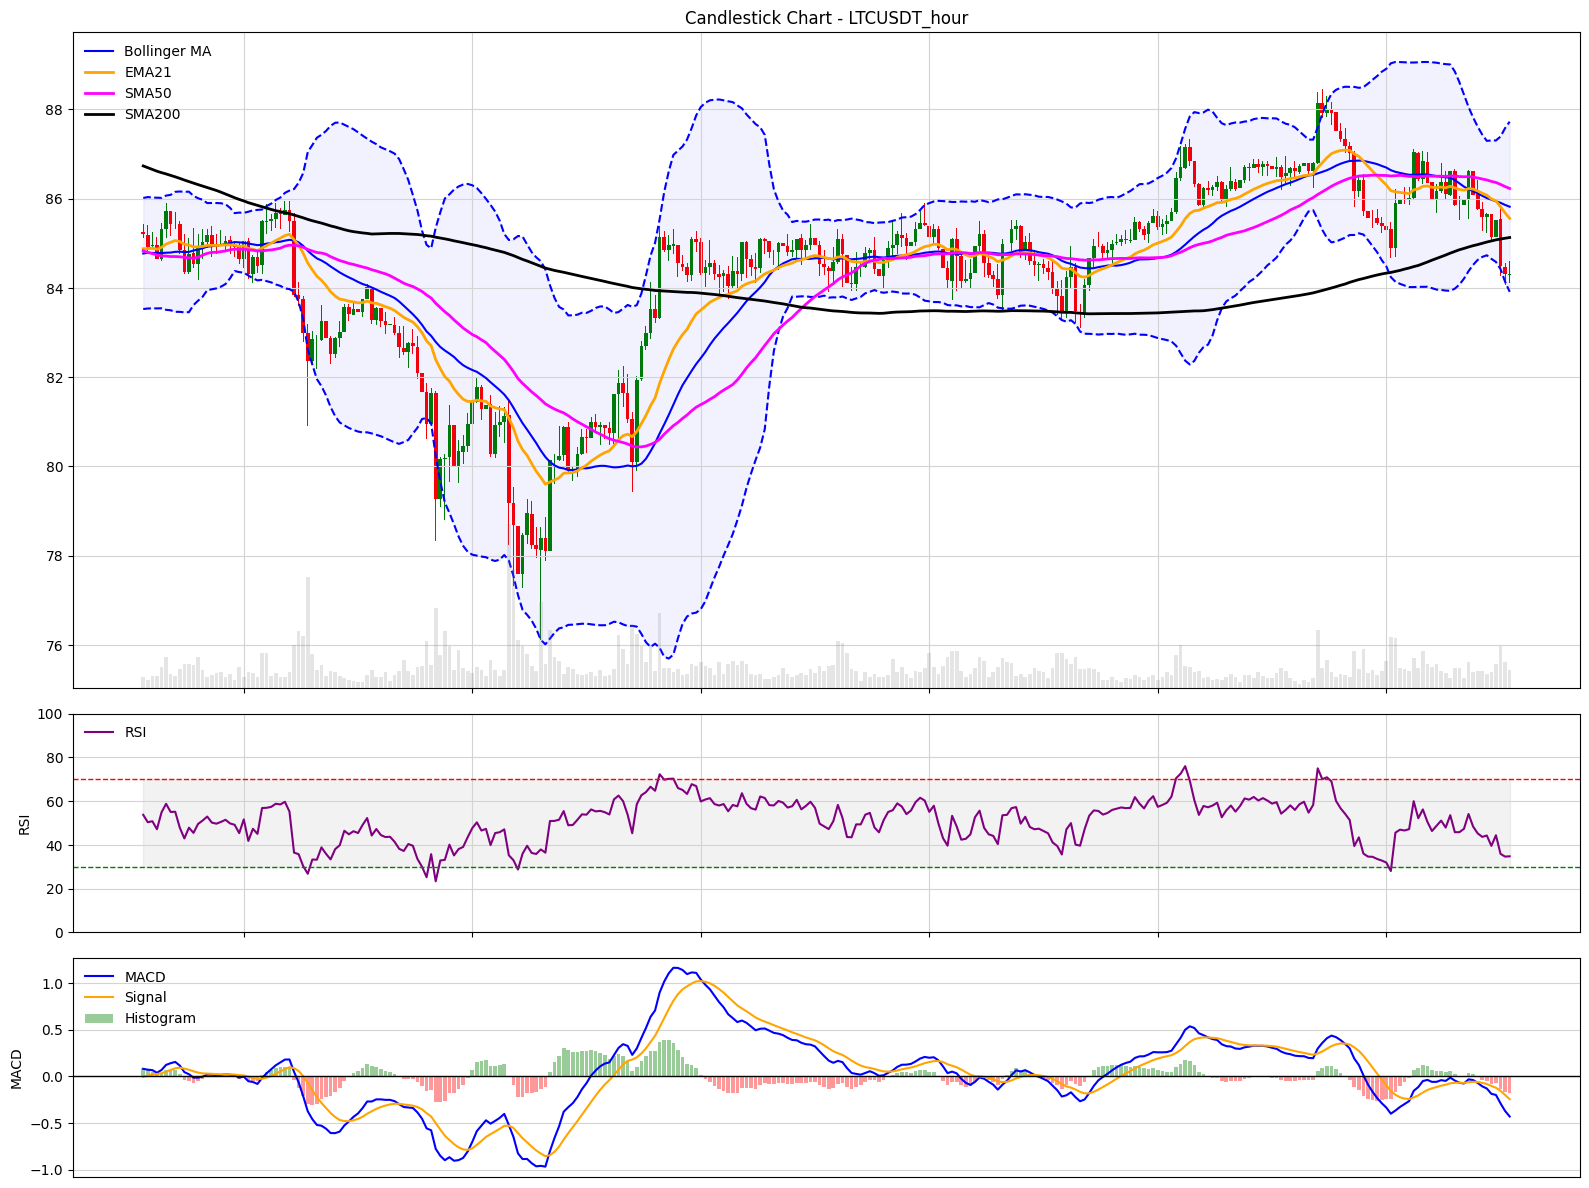 Candlestick Chart - LTCUSDT_hour
Bollinger MA
EMA21
SMA50
SMA200
88
86
84
82
80
78
76
RSI
100
80
60
40
20
0
RSI
MACD
Signal
Histogram
1.0
0.5
0.0
−0.5
−1.0
MACD